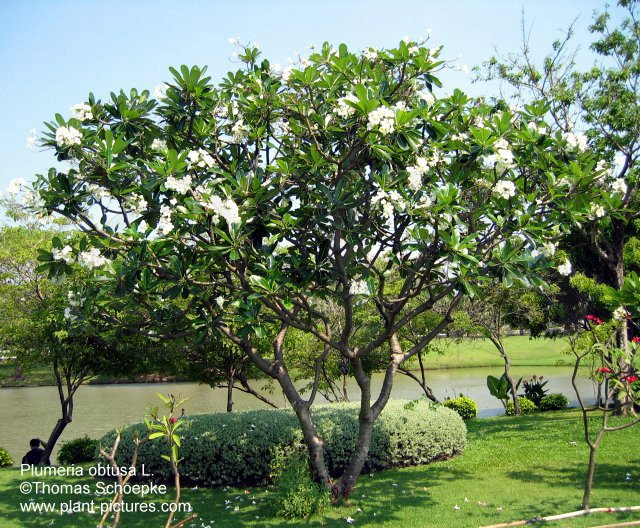 Plumeria obtusa L.
©Thomas Schoepke
www.plant-pictures.com